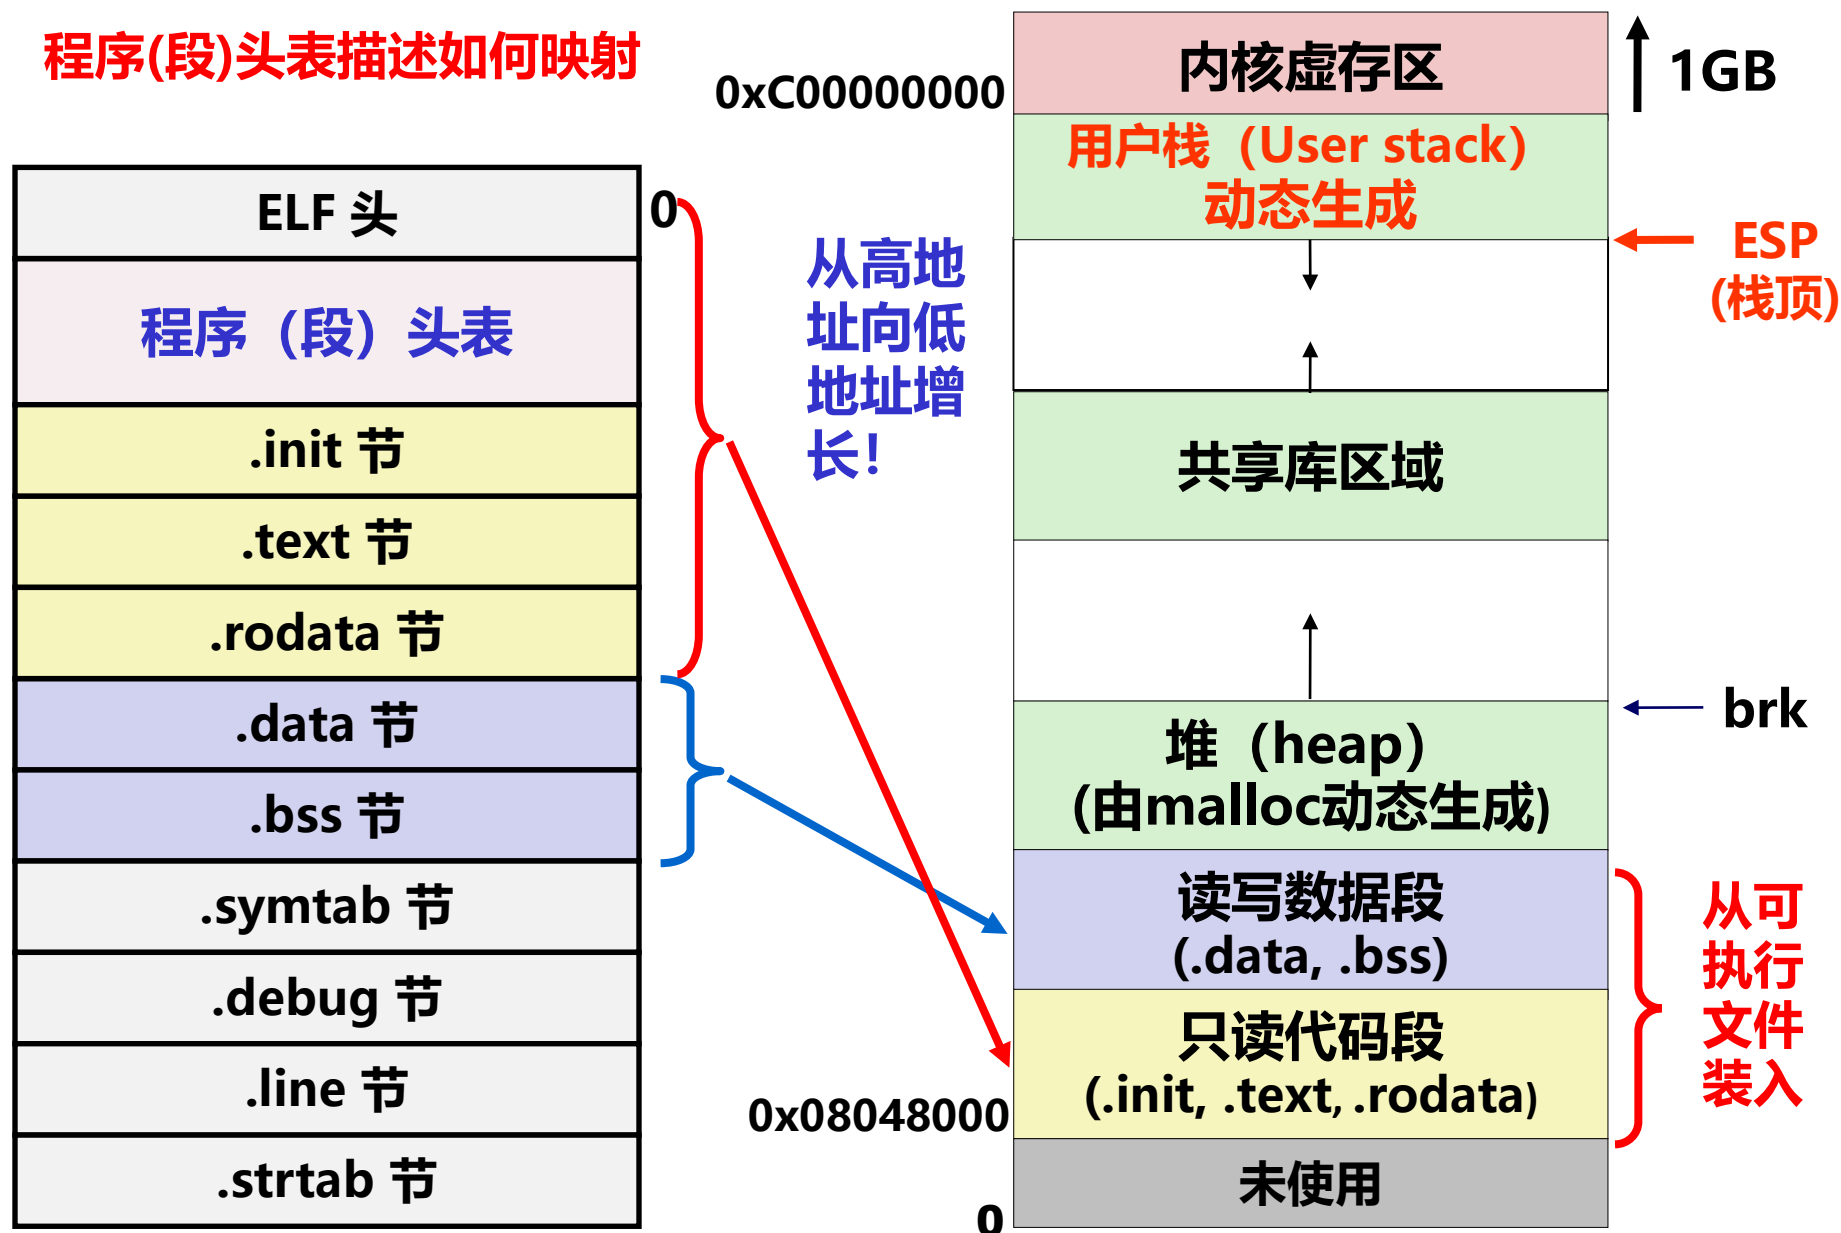 程序(段)头表描述如何映射
ELF 头
0
程序（段）头表
.init 节
.text 节
.rodata 节
.data 节
.bss 节
.symtab 节
.debug 节
.line 节
.strtab 节
从高地
址向低
地址增
长！
0xC00000000
内核虚存区
1GB
用户栈（User stack）
动态生成
ESP
(栈顶)
共享库区域
brk
堆（heap）
(由malloc动态生成)
读写数据段
(.data, .bss)
只读代码段
(.init, .text, .rodata)
0x08048000
未使用
0
从可
执行
文件
装入